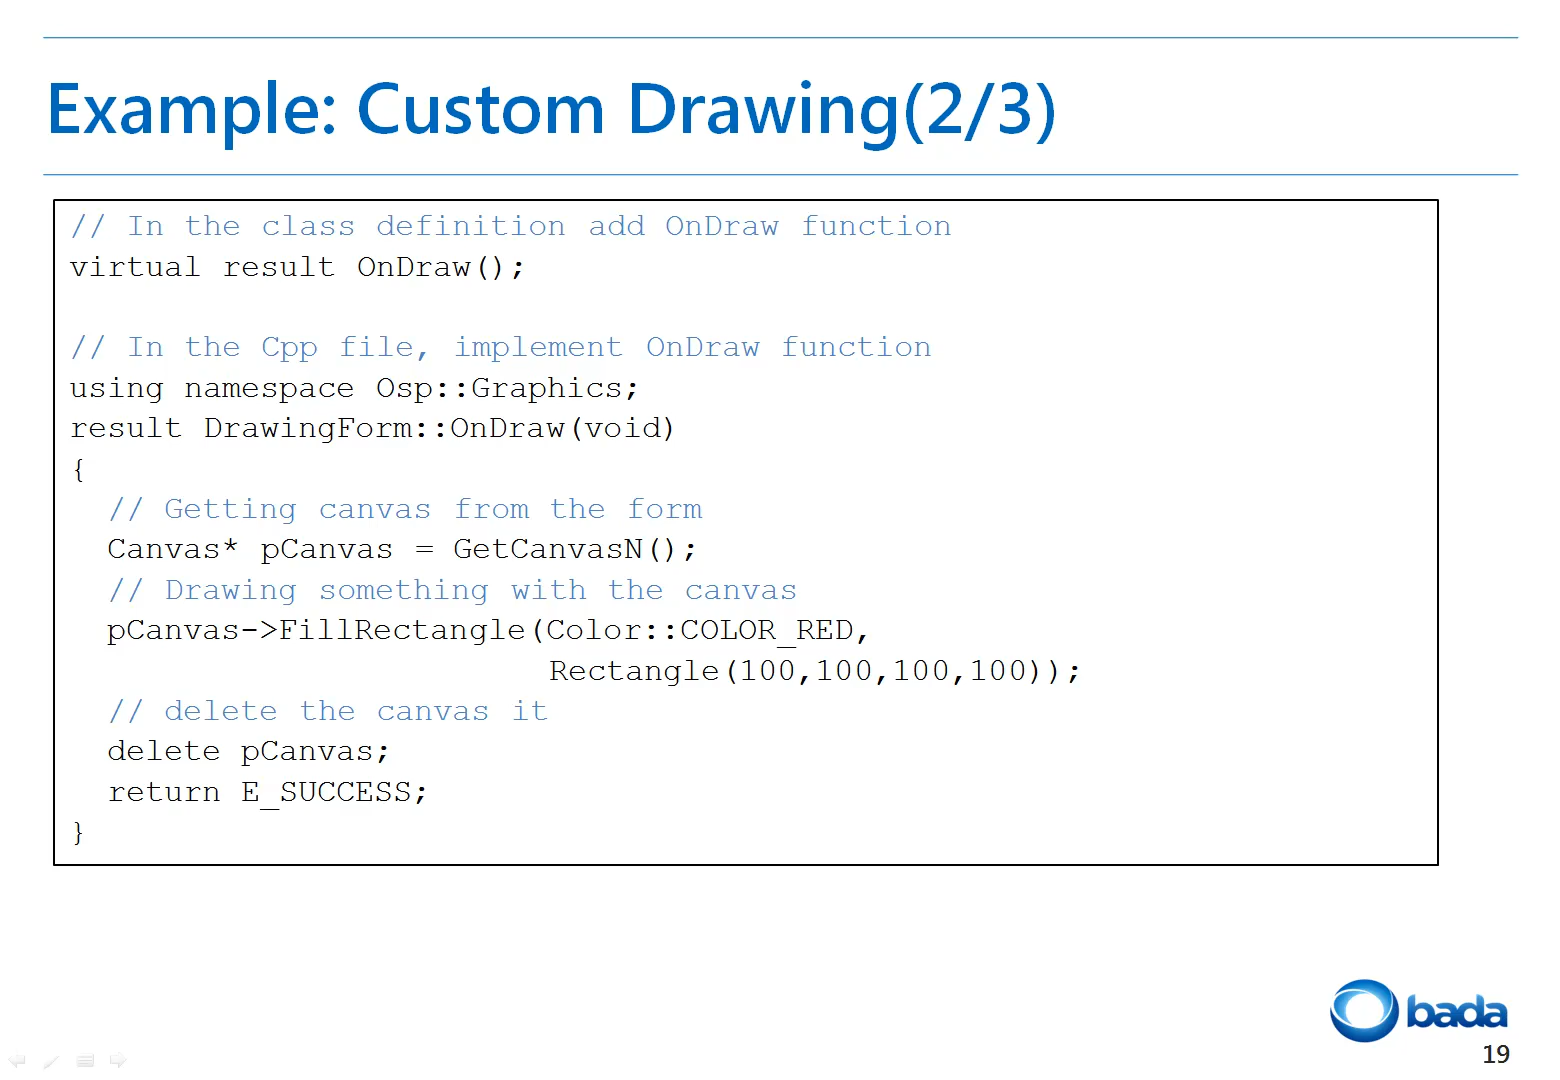 Example: Custom Drawing(2/3)
// In the class definition add OnDraw function
virtual result OnDraw();
// In the Cpp file, implement OnDraw function
using namespace Osp::Graphics;
result DrawingForm::OnDraw(void)
{
// Getting canvas from the form
Canvas* pCanvas = GetCanvasN();
// Drawing something with the canvas
pCanvas->FillRectangle(Color::COLOR_RED,
Rectangle(100,100,100,100));
// delete the canvas it
delete pCanvas;
return E_SUCCESS;
}
bada
19